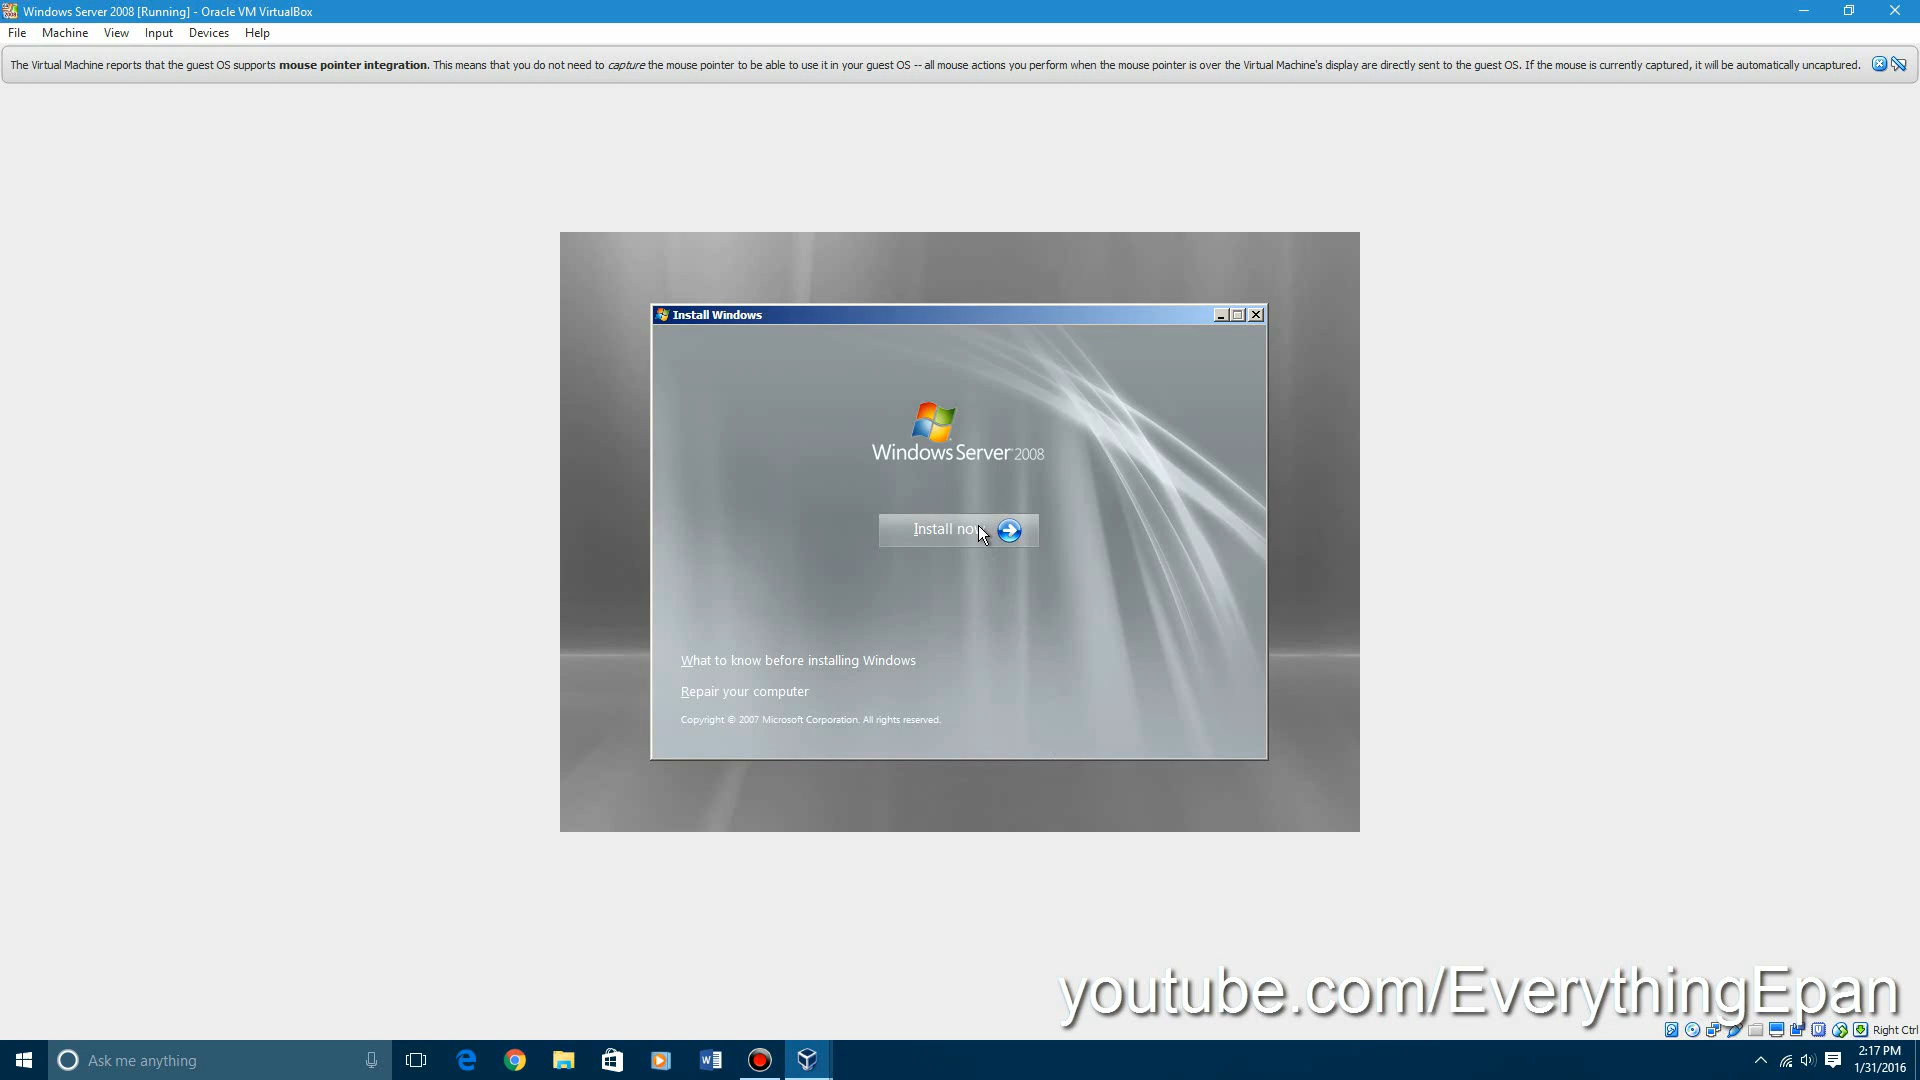 Windows Server 2008 [Running] - Oracle VM VirtualBox
File Machine View Input Devices Help
The Virtual Machine reports that the guest OS supports mouse pointer integration. This means that you do not need to capture the mouse pointer to be able to use it in your guest OS -- all mouse actions you perform when the mouse pointer is over the Virtual Machine's display are directly sent to the guest OS. If the mouse is currently captured, it will be automatically uncaptured.
Install Windows
Windows Server 2008
Install now
What to know before installing Windows
Repair your computer
Copyright © 2007 Microsoft Corporation. All rights reserved.
youtube.com/EverythingEpan
Right Ctrl
Ask me anything
2:17 PM
1/31/2016